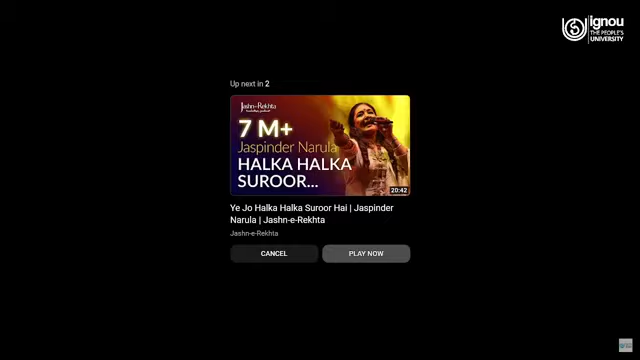 ignou
THE PEOPLE'S
UNIVERSITY
Up next in 2
Jashn-e-Rekhta
7 M+
Jaspinder Narula
HALKA HALKA
SUROOR...
20:42
Ye Jo Halka Halka Suroor Hai | Jaspinder
Narula | Jashn-e-Rekhta
Jashn-e-Rekhta
CANCEL
PLAY NOW